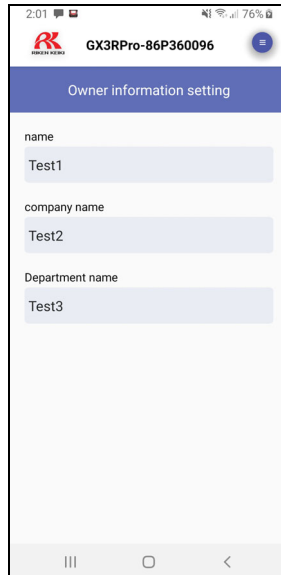 2:01 76%
RIKEN KEIKI
GX3RPro-86P360096
Owner information setting
name
Test1
company name
Test2
Department name
Test3